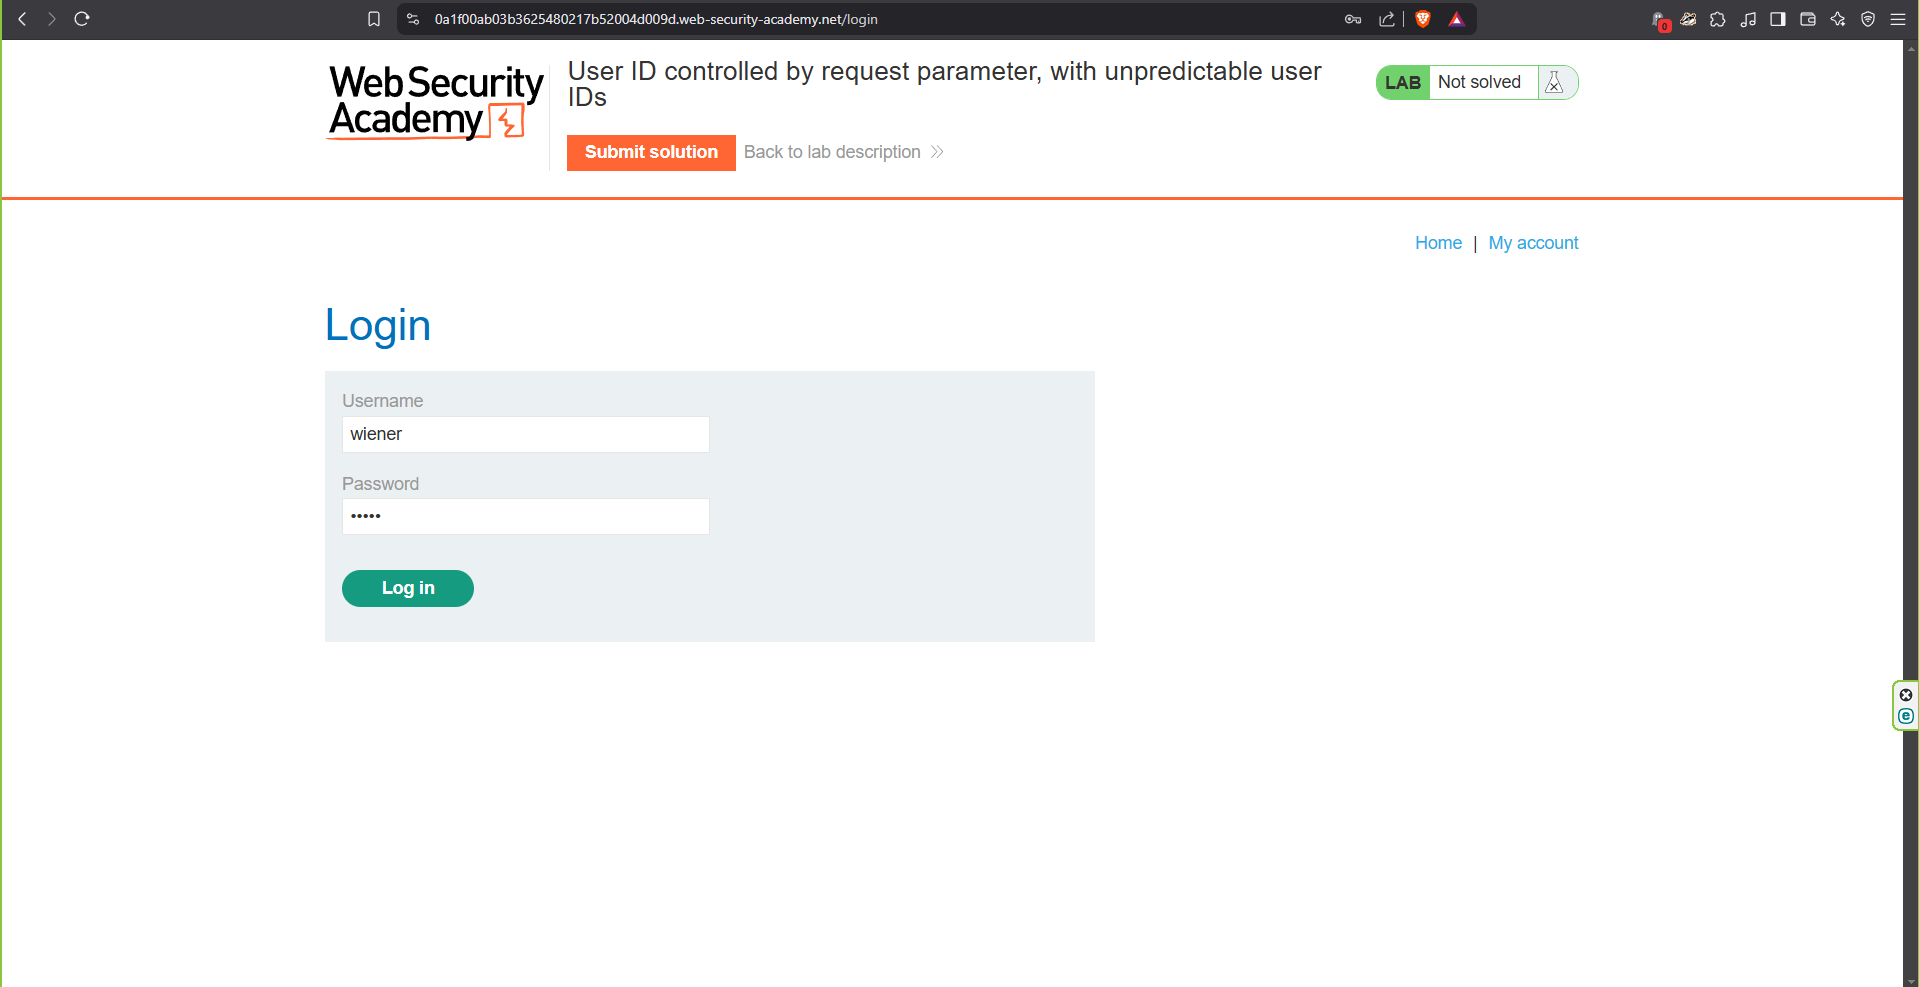 0a1f00ab03b3625480217b52004d009d.web-security-academy.net/login
0
Web Security
Academy
User ID controlled by request parameter, with unpredictable user
IDs
LAB Not solved
Submit solution Back to lab description
Home | My account
Login
Username
wiener
Password
•••••
Log in
e